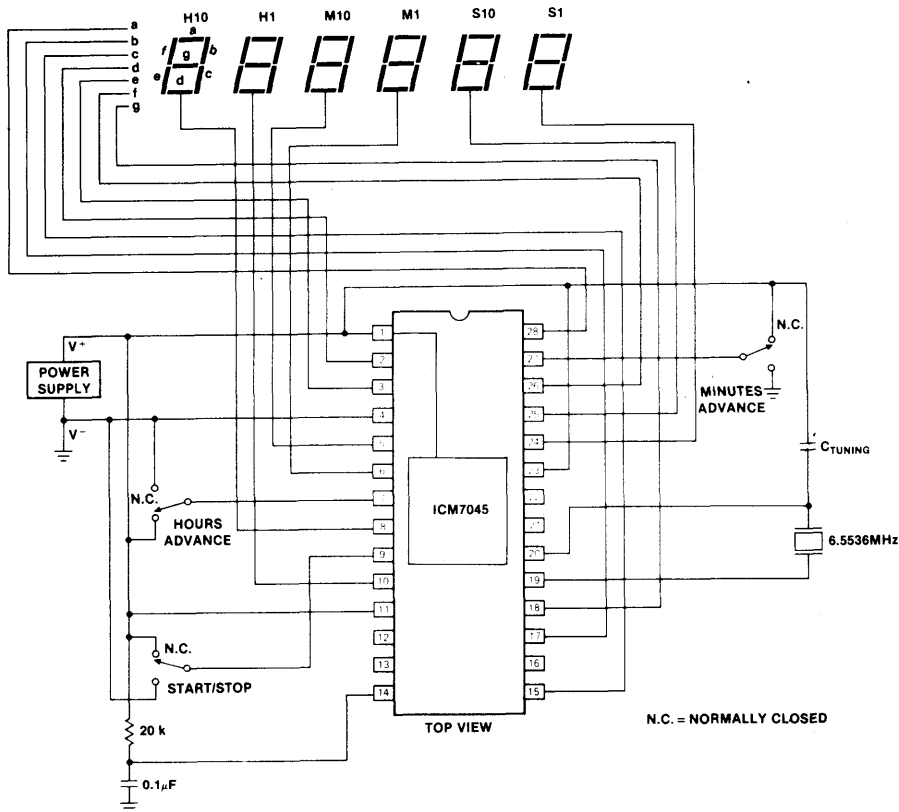 H10 H1 M10 M1 S10 S1
a
a
b
f b
c
g
d
e c
e
d
f
g
1 28
N.C.
V+
2 27
POWER
SUPPLY
3 26
MINUTES
ADVANCE
V−
4 25
5 24
CTUNING
6 23
N.C.
7 22
ICM7045
HOURS
ADVANCE
8 21
9 20
6.5536MHz
10 19
11 18
12 17
N.C.
13 16
START/STOP
14 15
TOP VIEW
N.C. = NORMALLY CLOSED
20 k
0.1μF